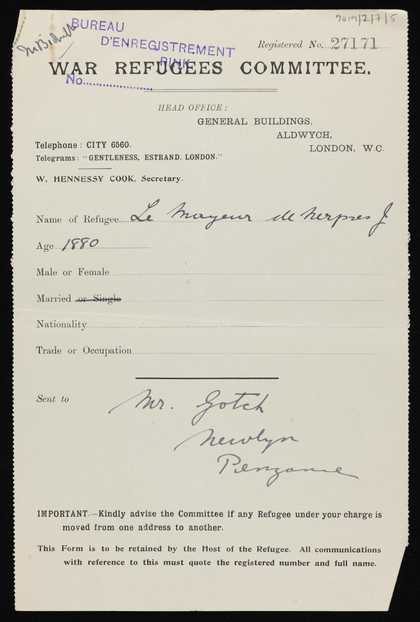 7019/2/7/5
BUREAU
D'ENREGISTREMENT
PINK
No.
Registered No. 27171
WAR REFUGEES COMMITTEE.
HEAD OFFICE:
GENERAL BUILDINGS,
ALDWYCH,
LONDON, W.C.
Telephone: CITY 6560.
Telegrams: "GENTLENESS, ESTRAND, LONDON."
W. HENNESSY COOK, Secretary.
Name of Refugee Le Mayeur de Merpres J
Age 1880
Male or Female
Married or Single
Nationality
Trade or Occupation
Sent to Mr. Gotch
Newlyn
Penzance
IMPORTANT.—Kindly advise the Committee if any Refugee under your charge is
moved from one address to another.
This Form is to be retained by the Host of the Refugee. All communications
with reference to this must quote the registered number and full name.